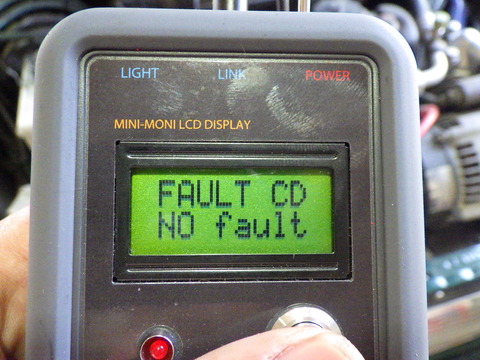 LIGHT LINK POWER
MINI-MONI LCD DISPLAY
FAULT CD
NO fault